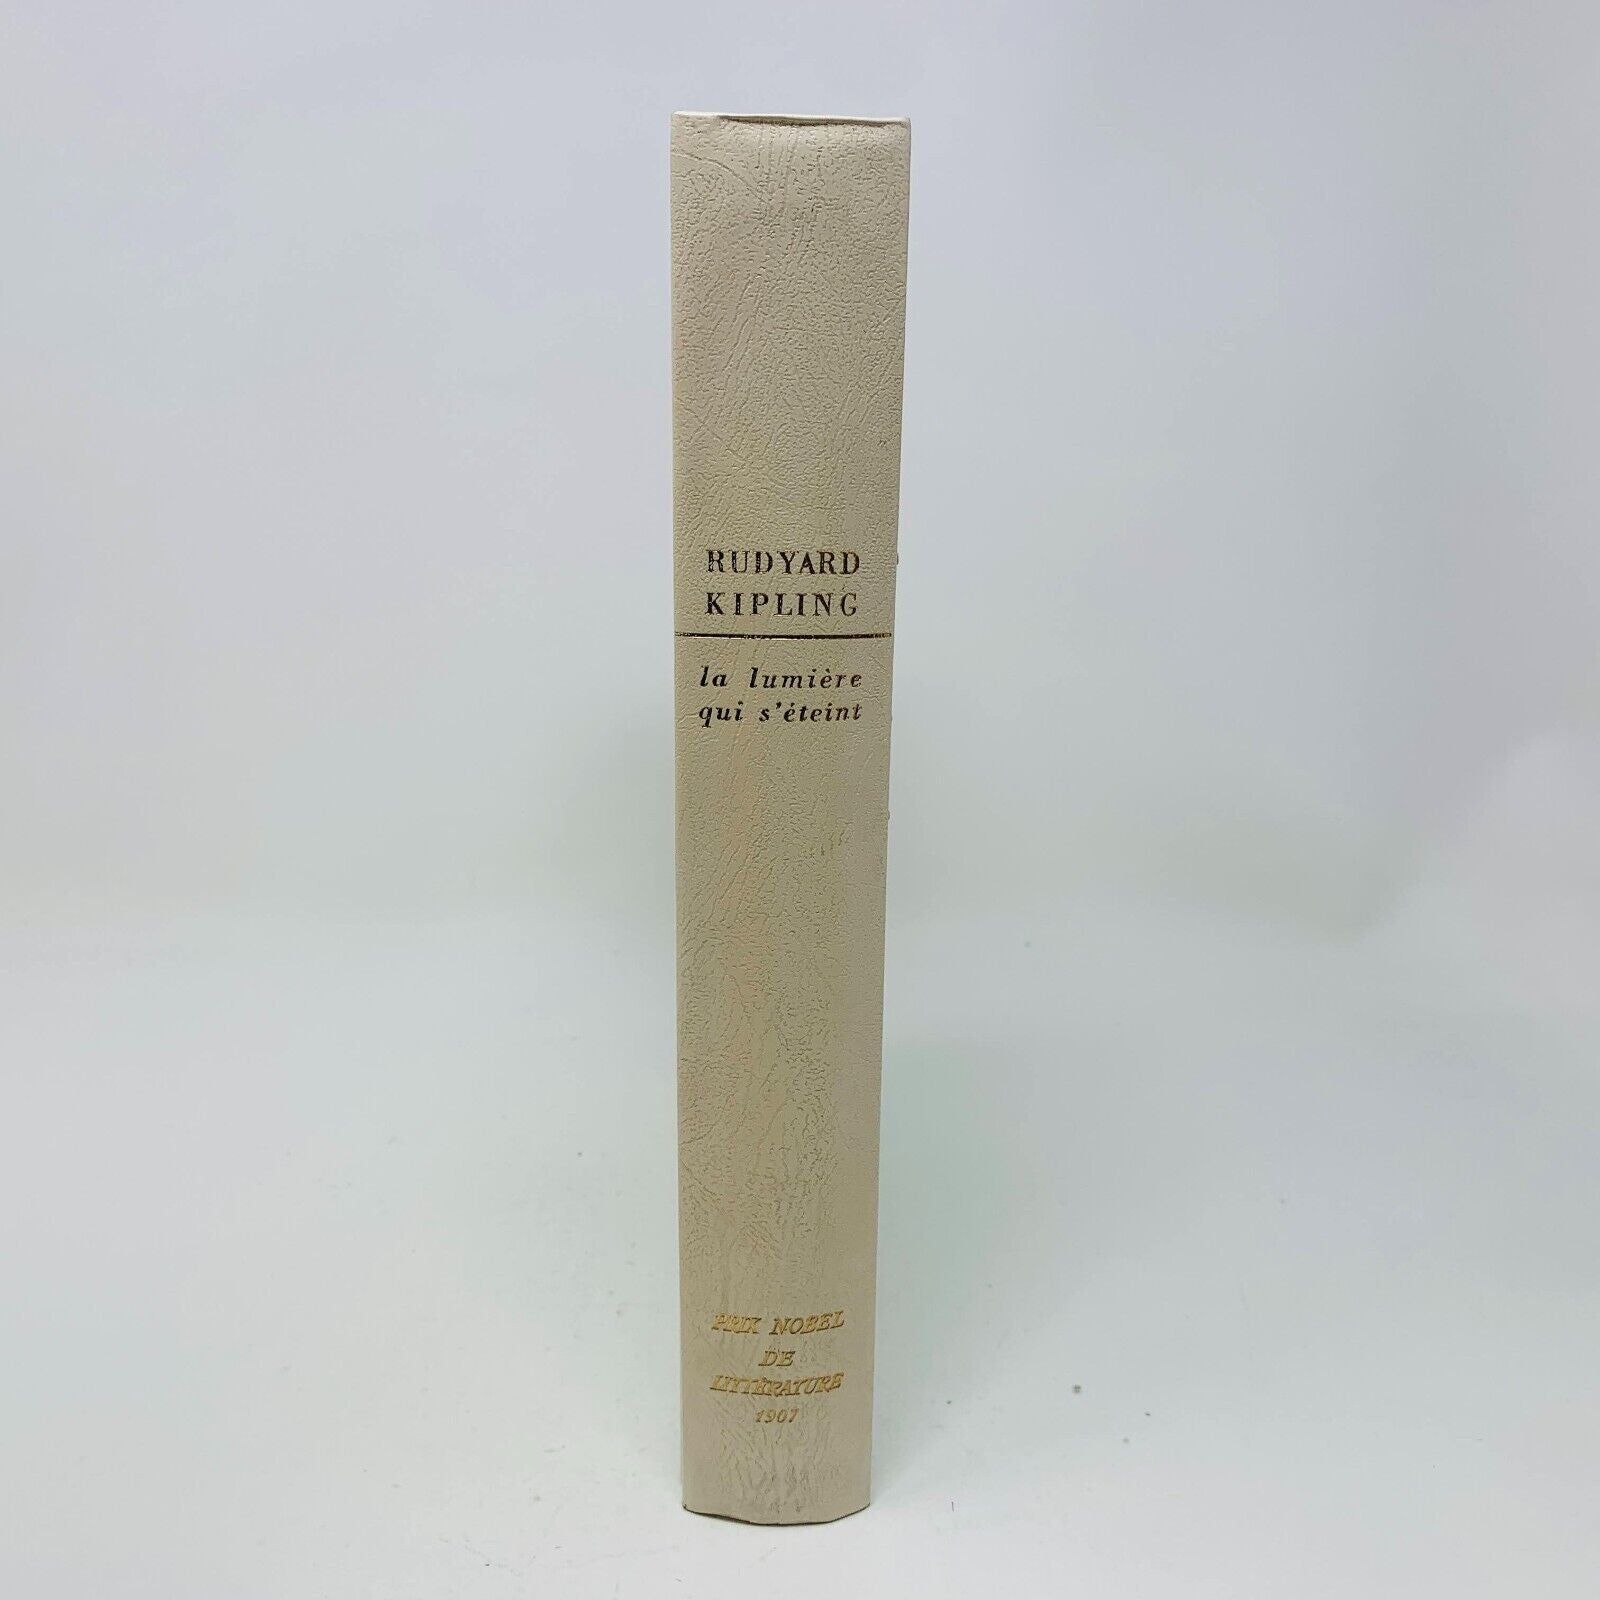 RUDYARD
KIPLING
la lumière
qui s'éteint
PRIX NOBEL
DE
LITTÉRATURE
1907